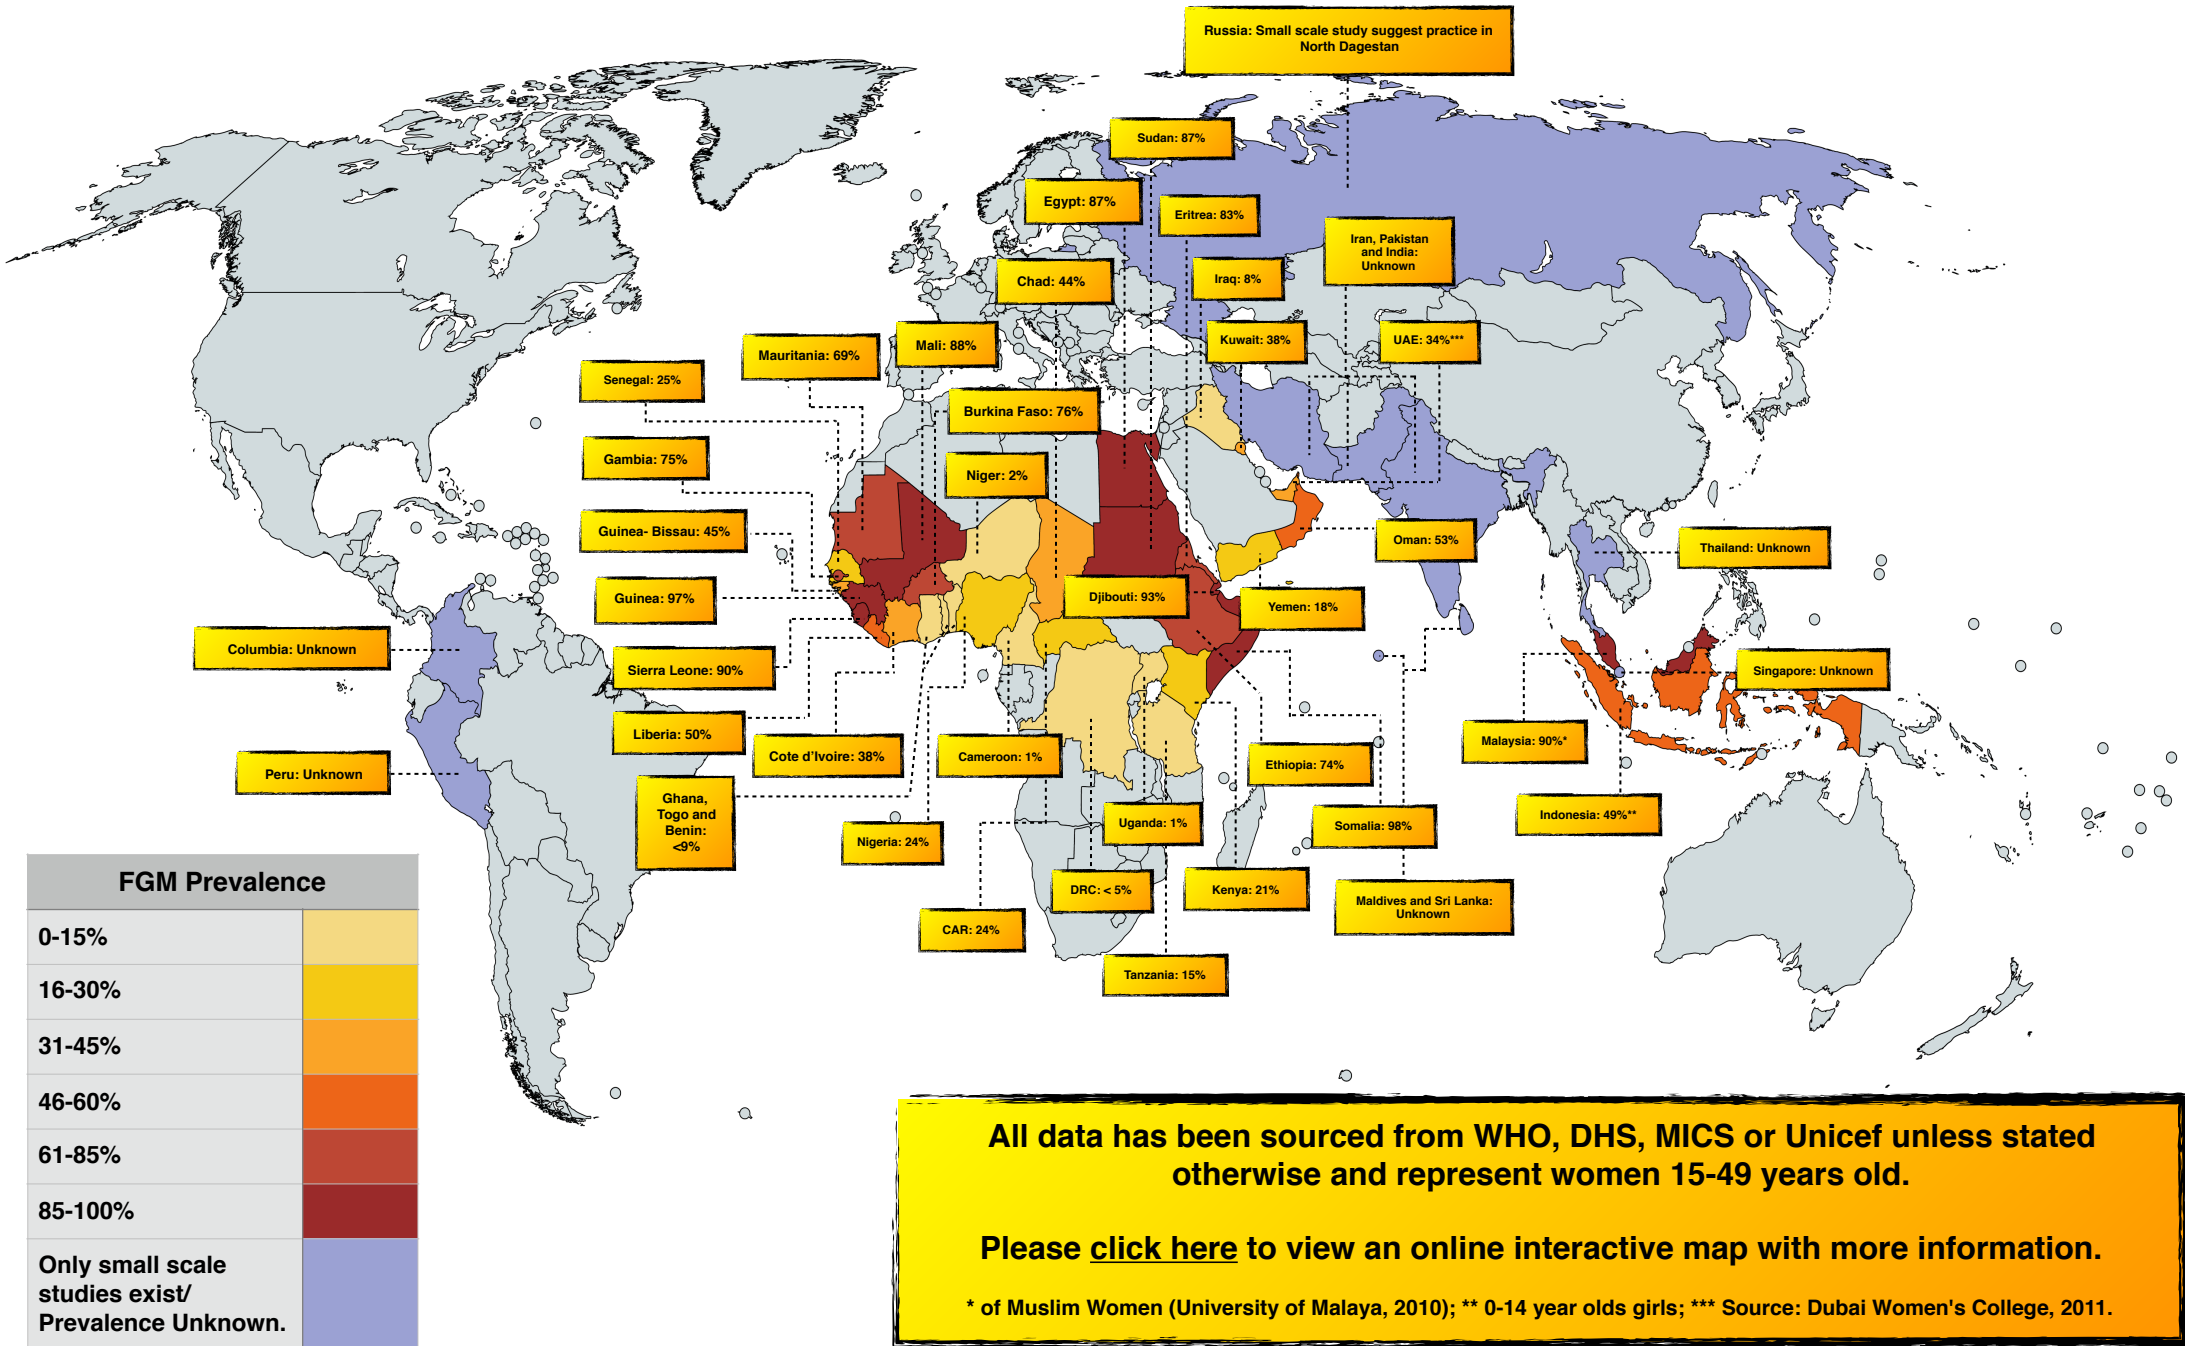 Russia: Small scale study suggest practice in
North Dagestan
Sudan: 87%
Egypt: 87%
Eritrea: 83%
Iran, Pakistan
and India:
Unknown
Chad: 44%
Iraq: 8%
Mauritania: 69%
Mali: 88%
Kuwait: 38%
UAE: 34%***
Senegal: 25%
Burkina Faso: 76%
Gambia: 75%
Niger: 2%
Guinea- Bissau: 45%
Oman: 53%
Thailand: Unknown
Guinea: 97%
Djibouti: 93%
Yemen: 18%
Columbia: Unknown
Sierra Leone: 90%
Singapore: Unknown
Liberia: 50%
Cote d'Ivoire: 38%
Cameroon: 1%
Ethiopia: 74%
Malaysia: 90%*
Peru: Unknown
Ghana,
Togo and
Benin:
<9%
Nigeria: 24%
Uganda: 1%
Somalia: 98%
Indonesia: 49%**
DRC: < 5%
Kenya: 21%
Maldives and Sri Lanka:
Unknown
CAR: 24%
Tanzania: 15%
FGM Prevalence
0-15%
16-30%
31-45%
46-60%
61-85%
85-100%
Only small scale
studies exist/
Prevalence Unknown.
All data has been sourced from WHO, DHS, MICS or Unicef unless stated
otherwise and represent women 15-49 years old.
Please click here to view an online interactive map with more information.
* of Muslim Women (University of Malaya, 2010); ** 0-14 year olds girls; *** Source: Dubai Women's College, 2011.